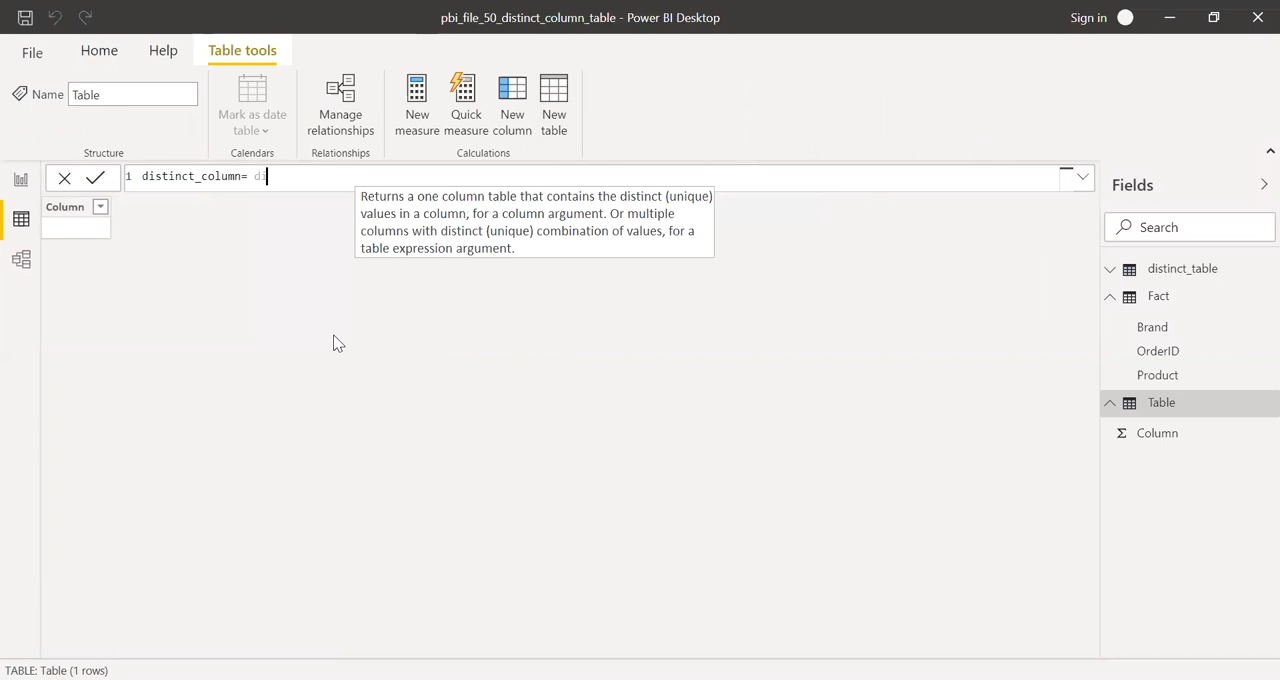 pbi_file_50_distinct_column_table - Power BI Desktop
Sign in
File
Home
Help
Table tools
Name
Table
Mark as date
table
Manage
relationships
New
measure
Quick
measure
New
column
New
table
Structure
Calendars
Relationships
Calculations
1 distinct_column= di
Returns a one column table that contains the distinct (unique)
values in a column, for a column argument. Or multiple
columns with distinct (unique) combination of values, for a
table expression argument.
Column
Fields
Search
distinct_table
Fact
Brand
OrderID
Product
Table
Σ Column
TABLE: Table (1 rows)